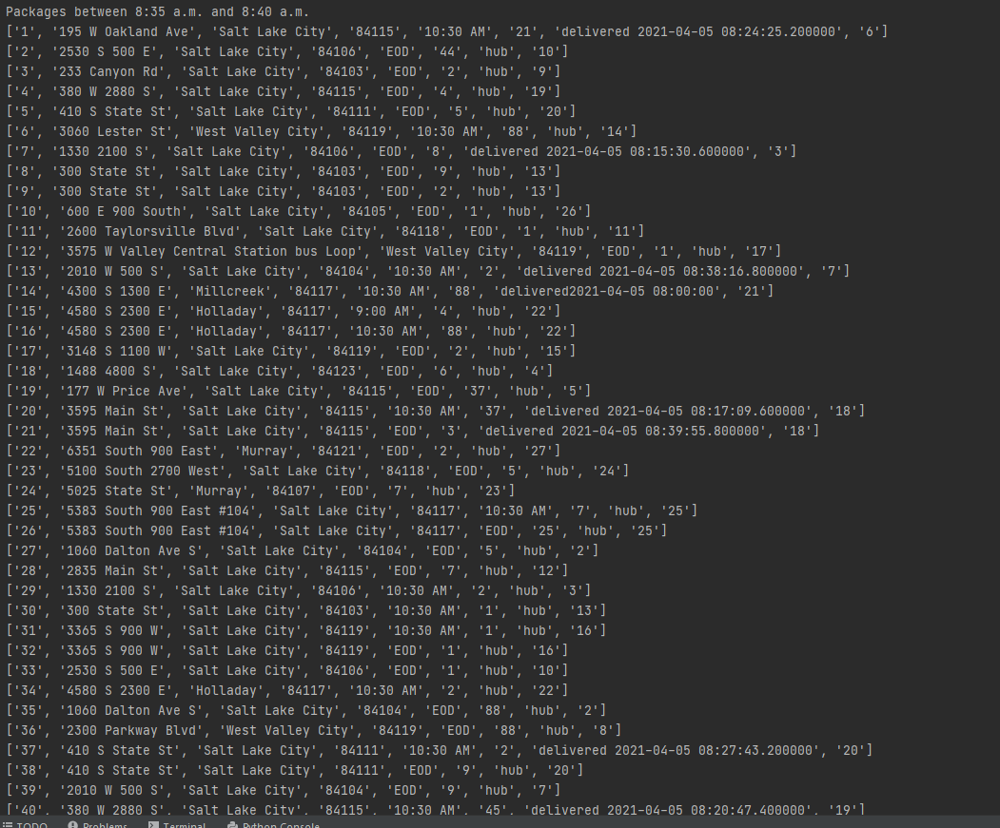 Packages between 8:35 a.m. and 8:40 a.m.
['1', '195 W Oakland Ave', 'Salt Lake City', '84115', '10:30 AM', '21', 'delivered 2021-04-05 08:24:25.200000', '6']
['2', '2530 S 500 E', 'Salt Lake City', '84106', 'EOD', '44', 'hub', '10']
['3', '233 Canyon Rd', 'Salt Lake City', '84103', 'EOD', '2', 'hub', '9']
['4', '380 W 2880 S', 'Salt Lake City', '84115', 'EOD', '4', 'hub', '19']
['5', '410 S State St', 'Salt Lake City', '84111', 'EOD', '5', 'hub', '20']
['6', '3060 Lester St', 'West Valley City', '84119', '10:30 AM', '88', 'hub', '14']
['7', '1330 2100 S', 'Salt Lake City', '84106', 'EOD', '8', 'delivered 2021-04-05 08:15:30.600000', '3']
['8', '300 State St', 'Salt Lake City', '84103', 'EOD', '9', 'hub', '13']
['9', '300 State St', 'Salt Lake City', '84103', 'EOD', '2', 'hub', '13']
['10', '600 E 900 South', 'Salt Lake City', '84105', 'EOD', '1', 'hub', '26']
['11', '2600 Taylorsville Blvd', 'Salt Lake City', '84118', 'EOD', '1', 'hub', '11']
['12', '3575 W Valley Central Station bus Loop', 'West Valley City', '84119', 'EOD', '1', 'hub', '17']
['13', '2010 W 500 S', 'Salt Lake City', '84104', '10:30 AM', '2', 'delivered 2021-04-05 08:38:16.800000', '7']
['14', '4300 S 1300 E', 'Millcreek', '84117', '10:30 AM', '88', 'delivered2021-04-05 08:00:00', '21']
['15', '4580 S 2300 E', 'Holladay', '84117', '9:00 AM', '4', 'hub', '22']
['16', '4580 S 2300 E', 'Holladay', '84117', '10:30 AM', '88', 'hub', '22']
['17', '3148 S 1100 W', 'Salt Lake City', '84119', 'EOD', '2', 'hub', '15']
['18', '1488 4800 S', 'Salt Lake City', '84123', 'EOD', '6', 'hub', '4']
['19', '177 W Price Ave', 'Salt Lake City', '84115', 'EOD', '37', 'hub', '5']
['20', '3595 Main St', 'Salt Lake City', '84115', '10:30 AM', '37', 'delivered 2021-04-05 08:17:09.600000', '18']
['21', '3595 Main St', 'Salt Lake City', '84115', 'EOD', '3', 'delivered 2021-04-05 08:39:55.800000', '18']
['22', '6351 South 900 East', 'Murray', '84121', 'EOD', '2', 'hub', '27']
['23', '5100 South 2700 West', 'Salt Lake City', '84118', 'EOD', '5', 'hub', '24']
['24', '5025 State St', 'Murray', '84107', 'EOD', '7', 'hub', '23']
['25', '5383 South 900 East #104', 'Salt Lake City', '84117', '10:30 AM', '7', 'hub', '25']
['26', '5383 South 900 East #104', 'Salt Lake City', '84117', 'EOD', '25', 'hub', '25']
['27', '1060 Dalton Ave S', 'Salt Lake City', '84104', 'EOD', '5', 'hub', '2']
['28', '2835 Main St', 'Salt Lake City', '84115', 'EOD', '7', 'hub', '12']
['29', '1330 2100 S', 'Salt Lake City', '84106', '10:30 AM', '2', 'hub', '3']
['30', '300 State St', 'Salt Lake City', '84103', '10:30 AM', '1', 'hub', '13']
['31', '3365 S 900 W', 'Salt Lake City', '84119', '10:30 AM', '1', 'hub', '16']
['32', '3365 S 900 W', 'Salt Lake City', '84119', 'EOD', '1', 'hub', '16']
['33', '2530 S 500 E', 'Salt Lake City', '84106', 'EOD', '1', 'hub', '10']
['34', '4580 S 2300 E', 'Holladay', '84117', '10:30 AM', '2', 'hub', '22']
['35', '1060 Dalton Ave S', 'Salt Lake City', '84104', 'EOD', '88', 'hub', '2']
['36', '2300 Parkway Blvd', 'West Valley City', '84119', 'EOD', '88', 'hub', '8']
['37', '410 S State St', 'Salt Lake City', '84111', '10:30 AM', '2', 'delivered 2021-04-05 08:27:43.200000', '20']
['38', '410 S State St', 'Salt Lake City', '84111', 'EOD', '9', 'hub', '20']
['39', '2010 W 500 S', 'Salt Lake City', '84104', 'EOD', '9', 'hub', '7']
['40', '380 W 2880 S', 'Salt Lake City', '84115', '10:30 AM', '45', 'delivered 2021-04-05 08:20:47.400000', '19']
TODO Problems Terminal Python Console